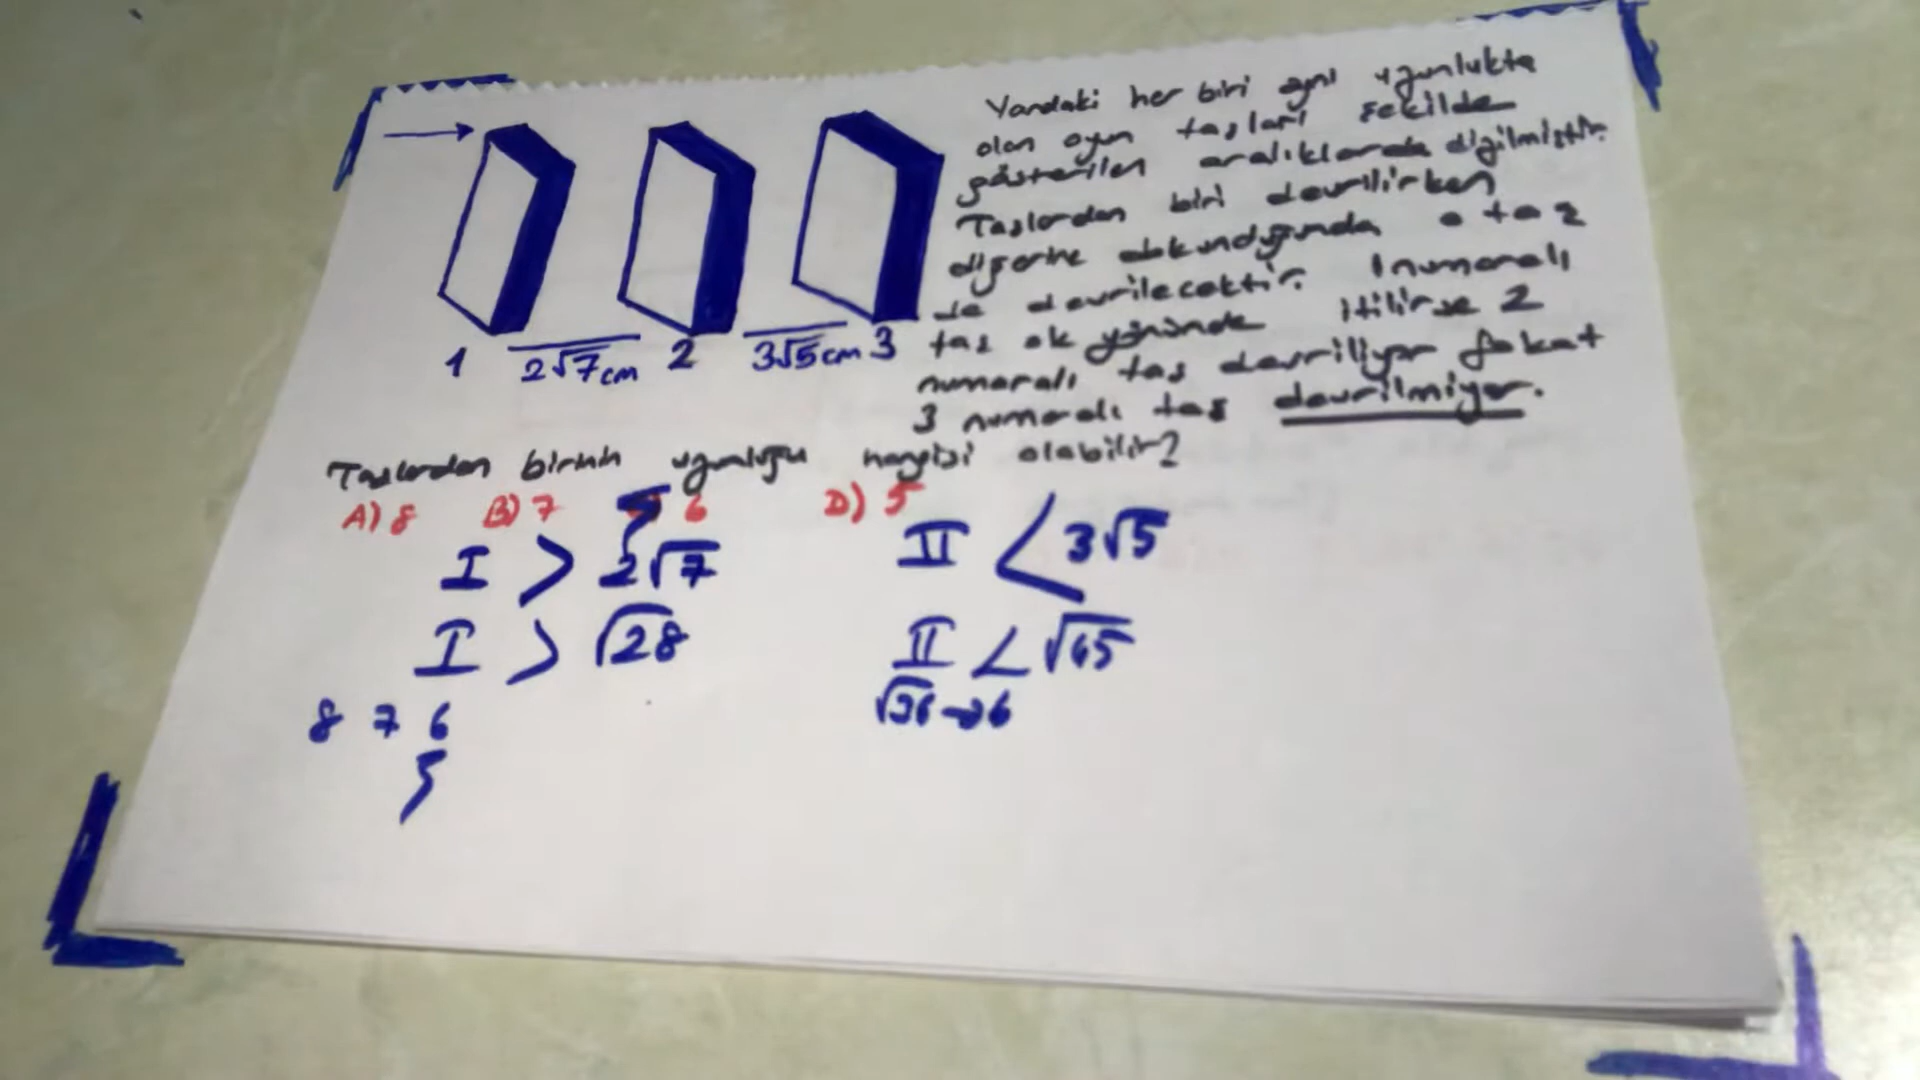 Yandaki her biri aynı uzunlukta
olan oyun taşları şekilde
gösterilen aralıklarda dizilmiştir.
Taşlardan biri devrilirken
diğerine dokunduğunda o taş
da devrilecektir. 1 numaralı
taş ok yönünde itilirse 2
numaralı taş devriliyor fakat
3 numaralı taş devrilmiyor.
1 2√7cm 2 3√5cm 3
Taşlardan birinin uzunluğu hangisi olabilir?
A) 8 B) 7 6 D) 5
I > 2√7 II < 3√5
I > √28 II < √45
8 7 6 √36 → 6